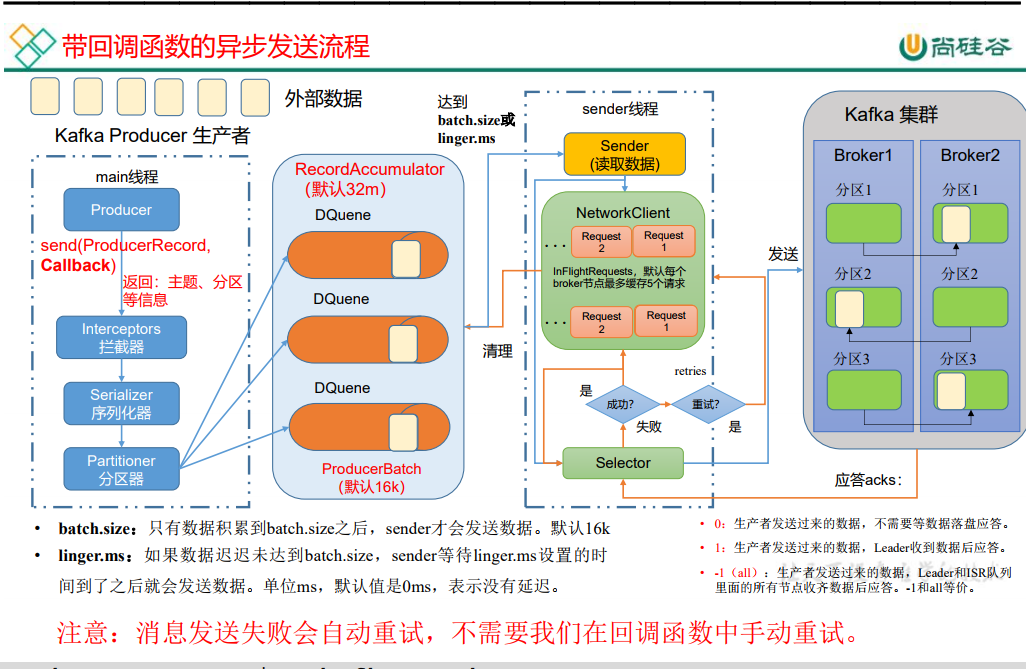 带回调函数的异步发送流程
尚硅谷
外部数据
Kafka Producer 生产者
main线程
Producer
send(ProducerRecord,
Callback)
返回：主题、分区
等信息
Interceptors
拦截器
Serializer
序列化器
Partitioner
分区器
RecordAccumulator
（默认32m）
DQuene
DQuene
DQuene
ProducerBatch
（默认16k）
达到
batch.size或
linger.ms
清理
sender线程
Sender
(读取数据)
NetworkClient
...
Request
2
Request
1
InFlightRequests，默认每个
broker节点最多缓存5个请求
...
Request
2
Request
1
是
成功？
失败
retries
重试？
是
Selector
发送
Kafka 集群
Broker1
分区1
分区2
分区3
Broker2
分区1
分区2
分区3
应答acks：
• batch.size：只有数据积累到batch.size之后，sender才会发送数据。默认16k
• linger.ms：如果数据迟迟未达到batch.size，sender等待linger.ms设置的时
间到了之后就会发送数据。单位ms，默认值是0ms，表示没有延迟。
• 0：生产者发送过来的数据，不需要等数据落盘应答。
• 1：生产者发送过来的数据，Leader收到数据后应答。
• -1（all）：生产者发送过来的数据，Leader和ISR队列
里面的所有节点收齐数据后应答。-1和all等价。
注意：消息发送失败会自动重试，不需要我们在回调函数中手动重试。